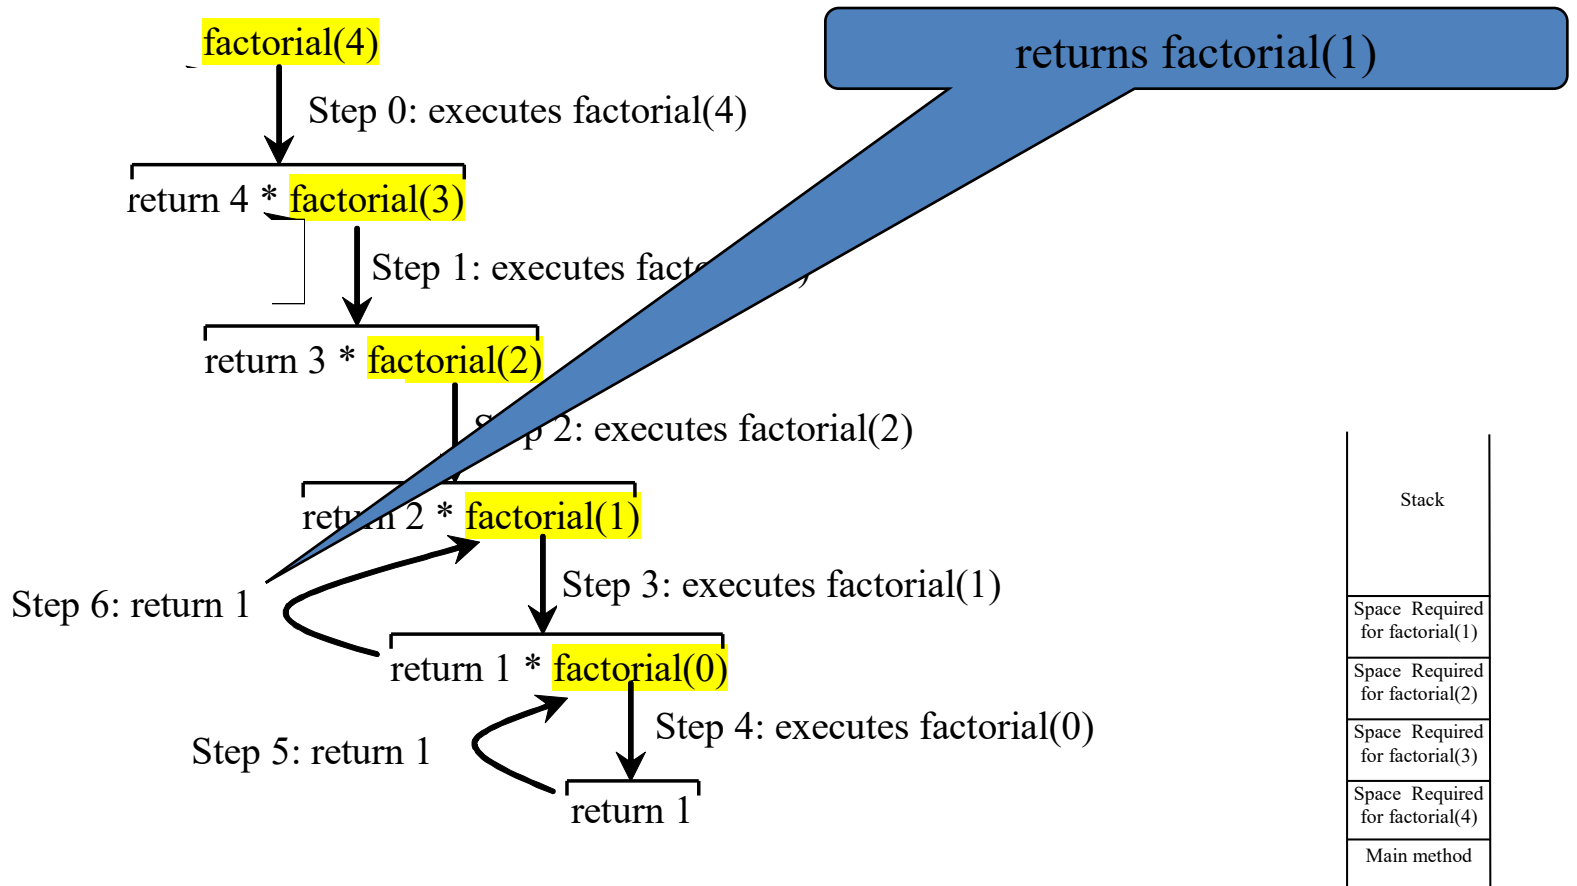 factorial(4)
returns factorial(1)
Step 0: executes factorial(4)
return 4 * factorial(3)
Step 1: executes
return 3 * factorial(2)
2: executes factorial(2)
return 2 * factorial(1)
Step 3: executes factorial(1)
Step 6: return 1
return 1 * factorial(0)
Step 4: executes factorial(0)
Step 5: return 1
return 1
Stack
Space Required
for factorial(1)
Space Required
for factorial(2)
Space Required
for factorial(3)
Space Required
for factorial(4)
Main method